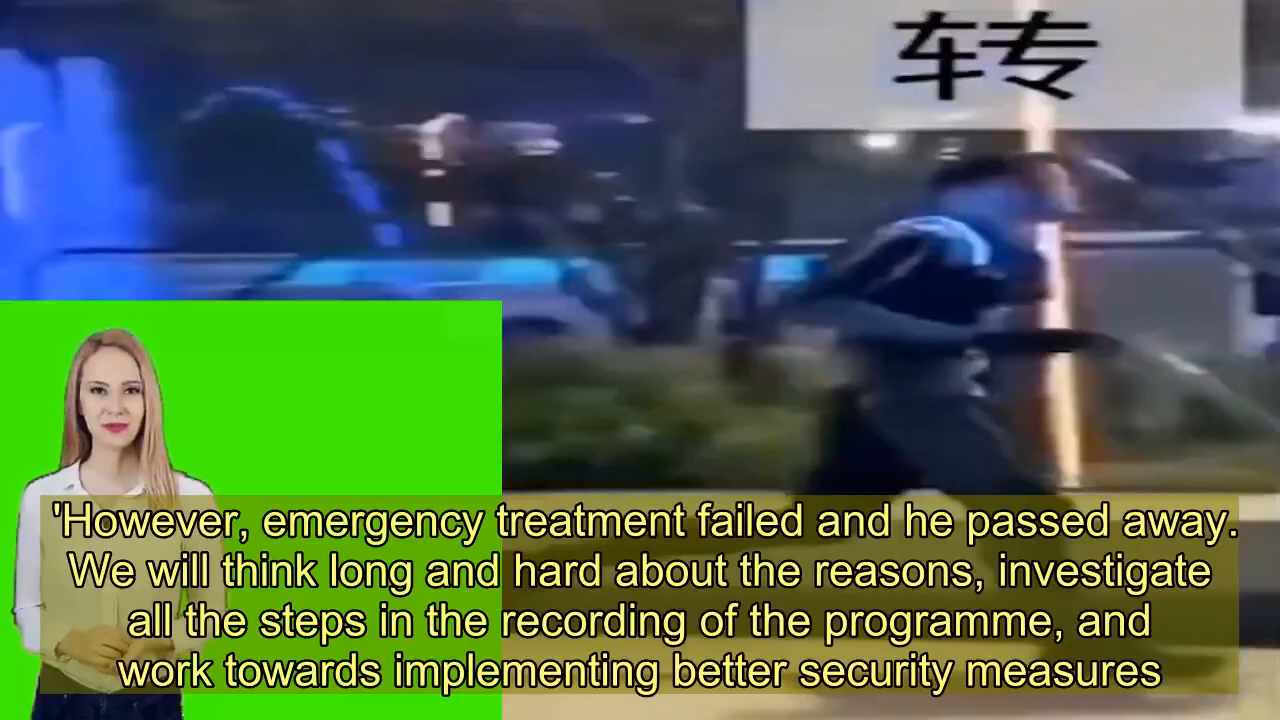 车专
'However, emergency treatment failed and he passed away.
We will think long and hard about the reasons, investigate
all the steps in the recording of the programme, and
work towards implementing better security measures